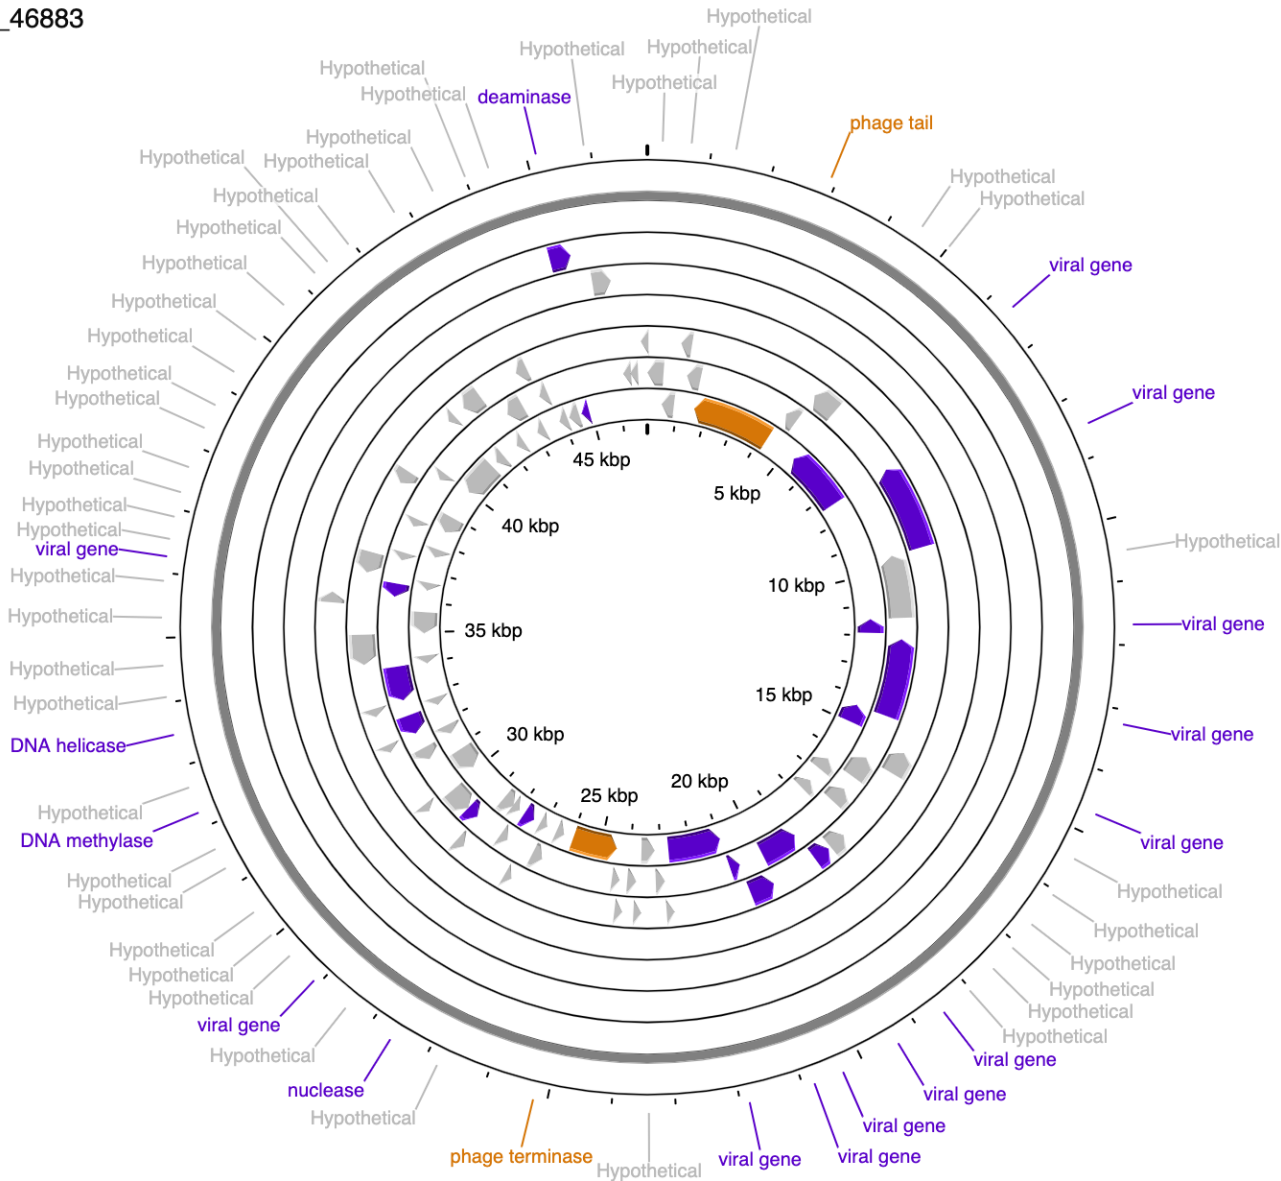 _46883
Hypothetical
Hypothetical
Hypothetical
Hypothetical
Hypothetical
Hypothetical
deaminase
phage tail
Hypothetical
Hypothetical
Hypothetical
Hypothetical
Hypothetical
Hypothetical
Hypothetical
Hypothetical
Hypothetical
viral gene
Hypothetical
Hypothetical
Hypothetical
Hypothetical
viral gene
Hypothetical
Hypothetical
45 kbp
Hypothetical
5 kbp
Hypothetical
40 kbp
Hypothetical
Hypothetical
viral gene
Hypothetical
10 kbp
Hypothetical
viral gene
35 kbp
Hypothetical
15 kbp
Hypothetical
30 kbp
viral gene
DNA helicase
20 kbp
25 kbp
Hypothetical
DNA methylase
viral gene
Hypothetical
Hypothetical
Hypothetical
Hypothetical
Hypothetical
Hypothetical
Hypothetical
Hypothetical
Hypothetical
Hypothetical
viral gene
Hypothetical
Hypothetical
viral gene
nuclease
viral gene
Hypothetical
viral gene
phage terminase
viral gene
viral gene
Hypothetical